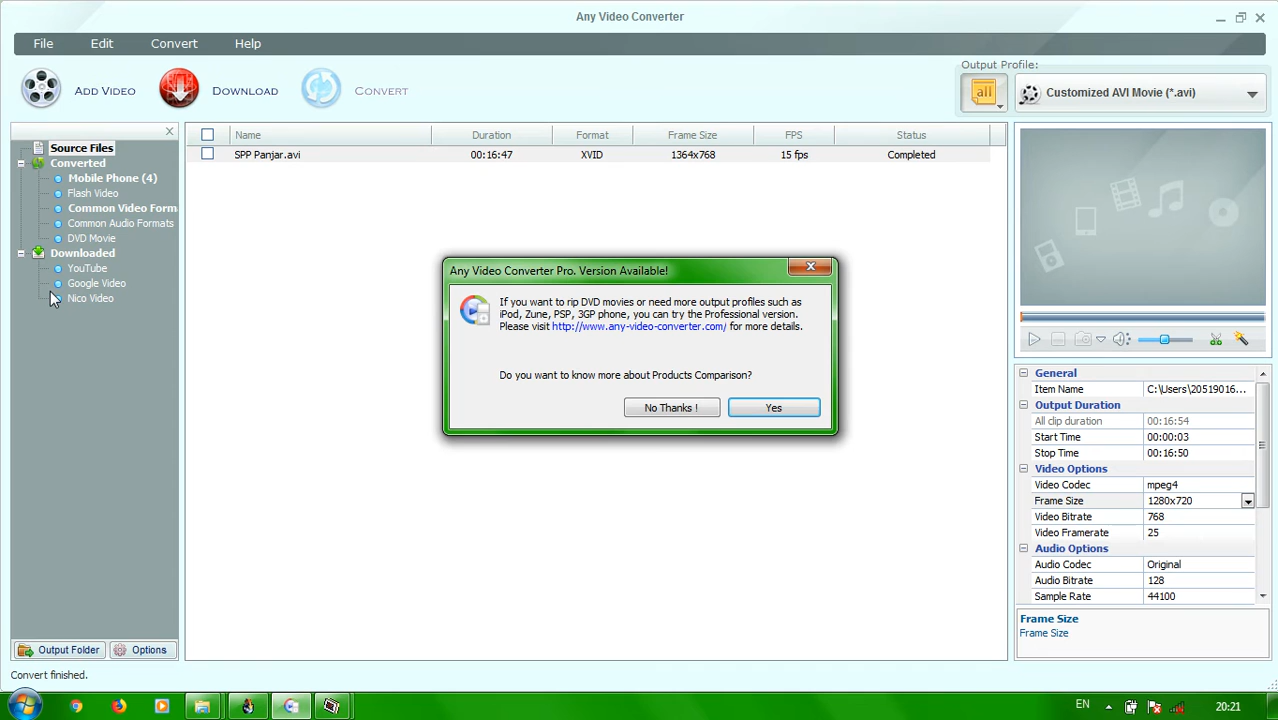 Any Video Converter
File Edit Convert Help
ADD VIDEO DOWNLOAD CONVERT
Output Profile:
all
Customized AVI Movie (*.avi)
Source Files
Converted
Mobile Phone (4)
Flash Video
Common Video Form
Common Audio Formats
DVD Movie
Downloaded
YouTube
Google Video
Nico Video
Output Folder Options
Name Duration Format Frame Size FPS Status
SPP Panjar.avi 00:16:47 XVID 1364x768 15 fps Completed
Any Video Converter Pro. Version Available!
If you want to rip DVD movies or need more output profiles such as
iPod, Zune, PSP, 3GP phone, you can try the Professional version.
Please visit http://www.any-video-converter.com/ for more details.
Do you want to know more about Products Comparison?
No Thanks ! Yes
General
Item Name C:\Users\20519016...
Output Duration
All clip duration 00:16:54
Start Time 00:00:03
Stop Time 00:16:50
Video Options
Video Codec mpeg4
Frame Size 1280x720
Video Bitrate 768
Video Framerate 25
Audio Options
Audio Codec Original
Audio Bitrate 128
Sample Rate 44100
Frame Size
Frame Size
Convert finished.
EN 20:21